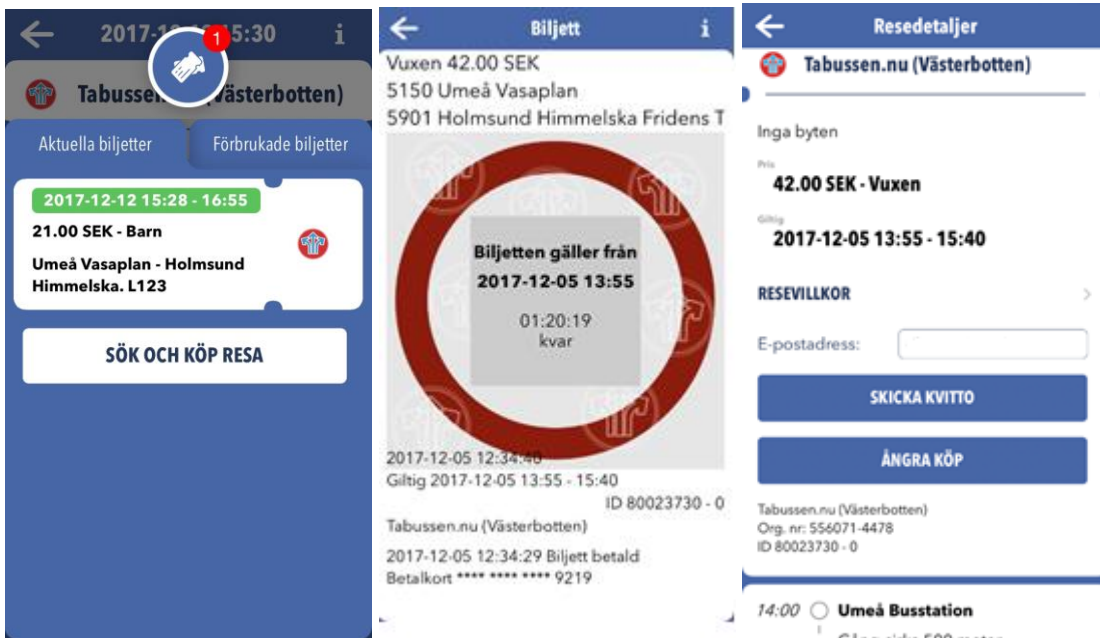 2017-1 5:30
i
1
Tabussen (Västerbotten)
Aktuella biljetter
Förbrukade biljetter
2017-12-12 15:28 - 16:55
21.00 SEK - Barn
Umeå Vasaplan - Holmsund
Himmelska. L123
SÖK OCH KÖP RESA
Biljett
i
Vuxen 42.00 SEK
5150 Umeå Vasaplan
5901 Holmsund Himmelska Fridens T
Biljetten gäller från
2017-12-05 13:55
01:20:19
kvar
2017-12-05 12:34:40
Giltig 2017-12-05 13:55 - 15:40
ID 80023730 - 0
Tabussen.nu (Västerbotten)
2017-12-05 12:34:29 Biljett betald
Betalkort **** **** **** 9219
Resedetaljer
Tabussen.nu (Västerbotten)
Inga byten
Pris
42.00 SEK - Vuxen
Giltig
2017-12-05 13:55 - 15:40
RESEVILLKOR
E-postadress:
SKICKA KVITTO
ÅNGRA KÖP
Tabussen.nu (Västerbotten)
Org. nr: 556071-4478
ID 80023730 - 0
14:00 Umeå Busstation